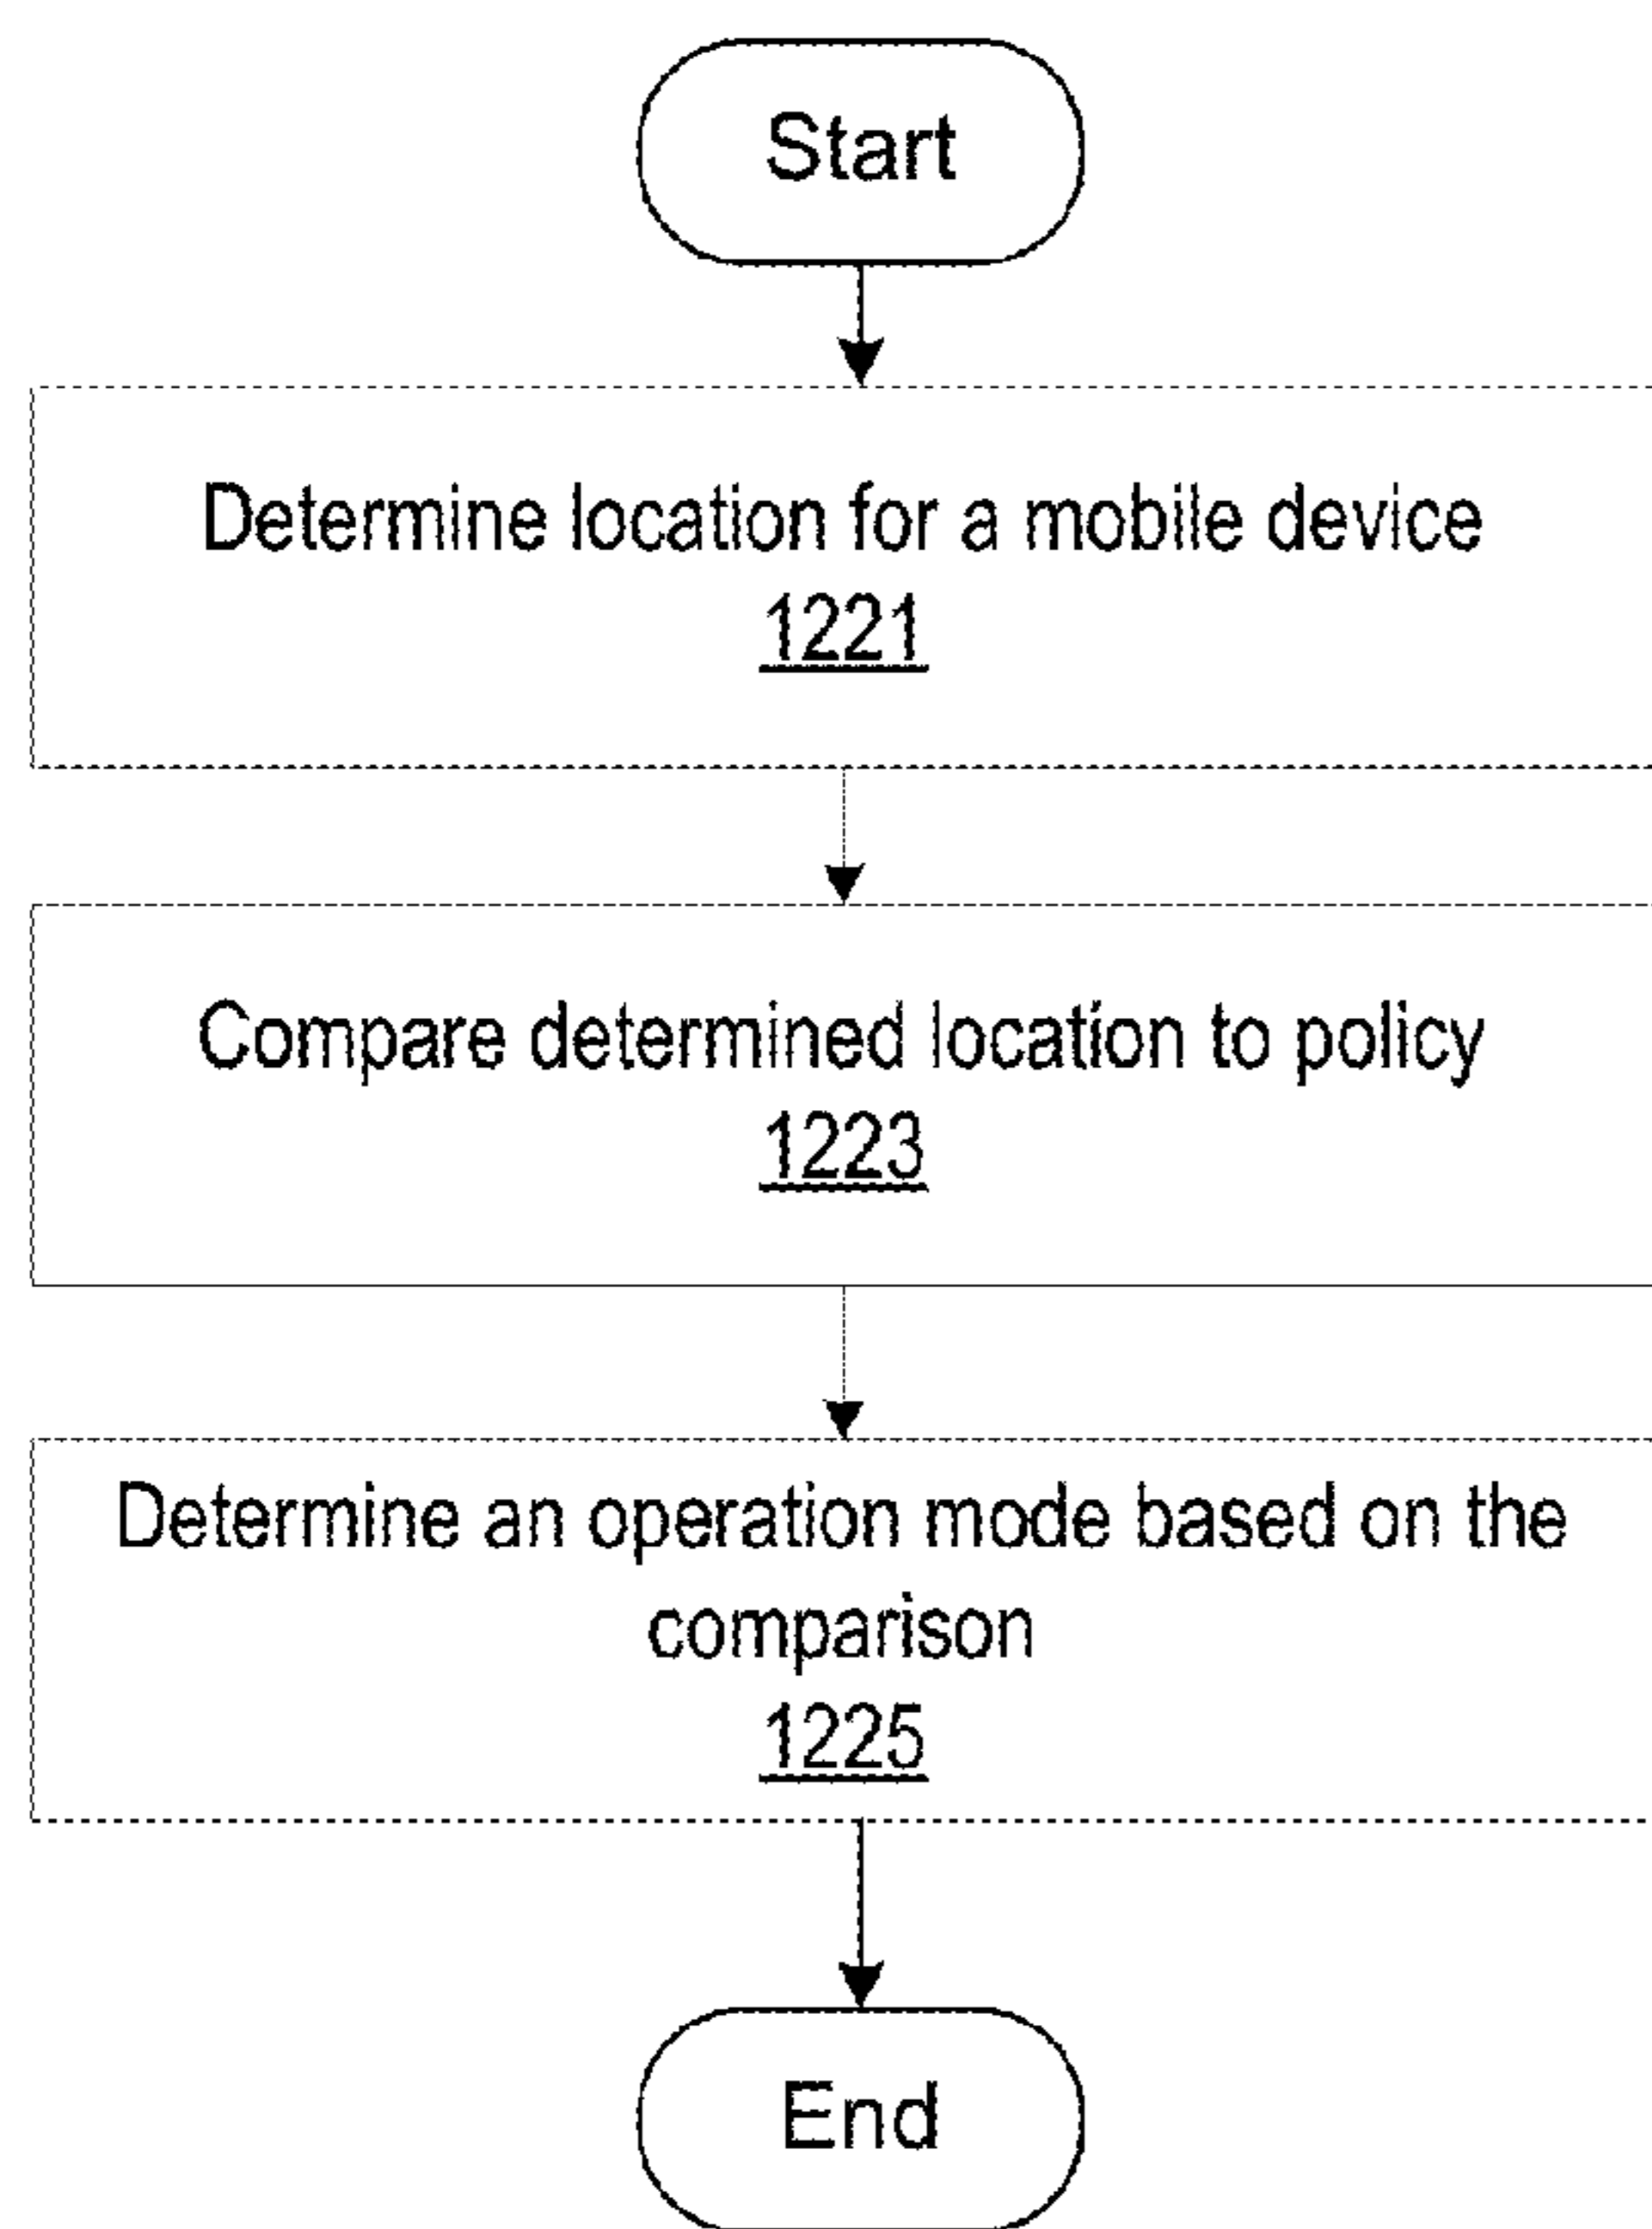 Start
Determine location for a mobile device
1221
Compare determined location to policy
1223
Determine an operation mode based on the
comparison
1225
End